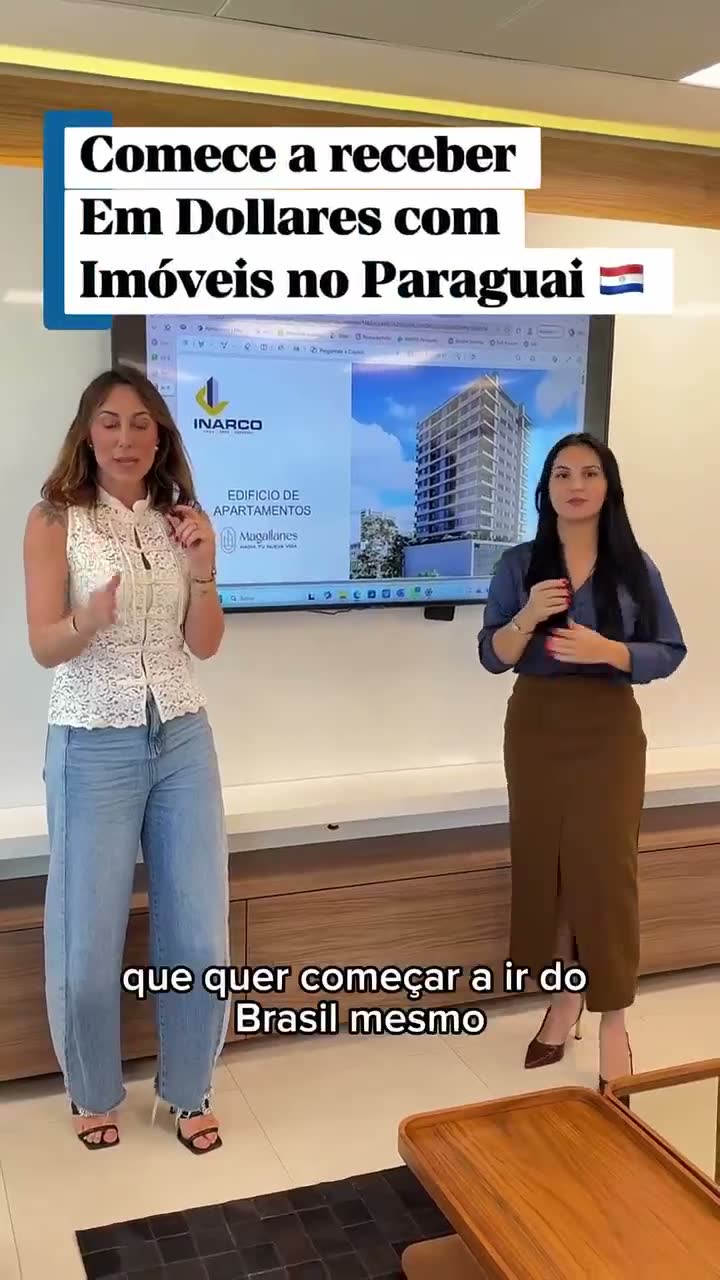 Comece a receber
Em Dollares com
Imóveis no Paraguai 🇵🇾
INARCO
EDIFICIO DE
APARTAMENTOS
Magallanes
HACIA TU NUEVA VIDA
que quer começar a ir do
Brasil mesmo